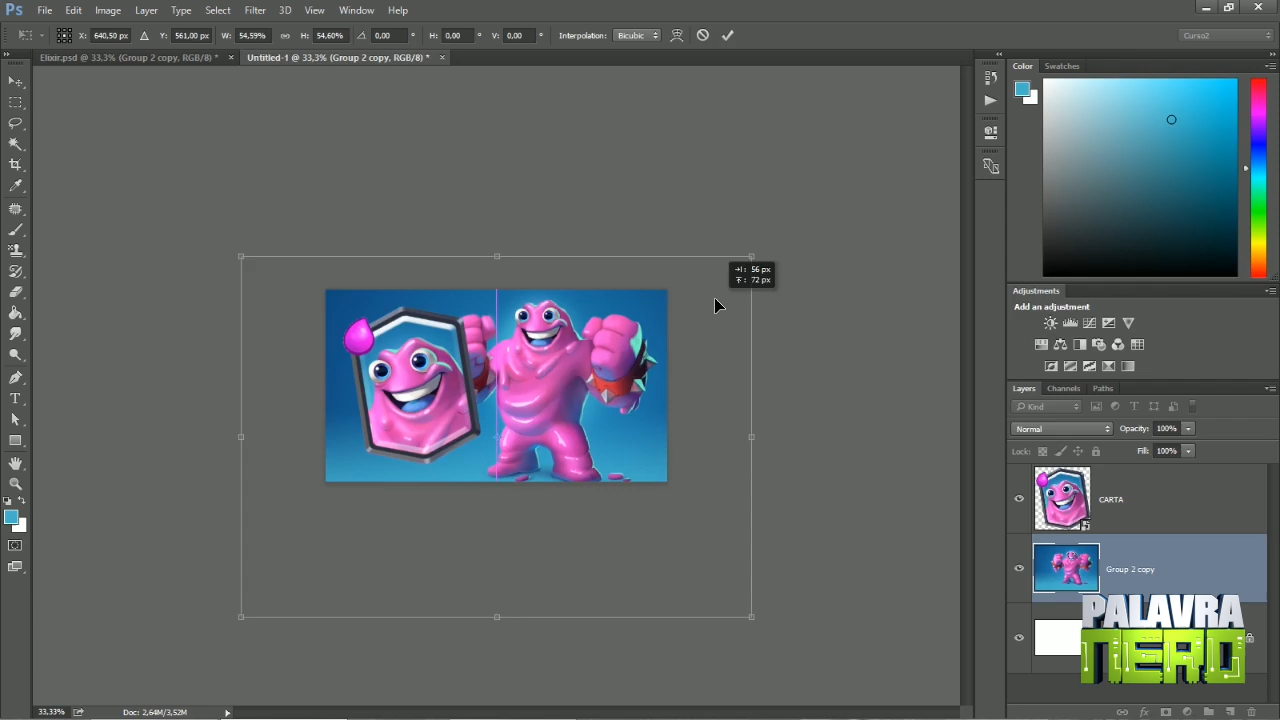 Ps File Edit Image Layer Type Select Filter 3D View Window Help
X: 640,50 px Y: 561,00 px W: 54,59% H: 54,60% 0,00 ° H: 0,00 ° V: 0,00 ° Interpolation: Bicubic Curso2
Elixir.psd @ 33,3% (Group 2 copy, RGB/8) * × Untitled-1 @ 33,3% (Group 2 copy, RGB/8) * ×
Color Swatches
56 px
72 px
Adjustments
Add an adjustment
Layers Channels Paths
Kind
Normal Opacity: 100%
Lock: Fill: 100%
CARTA
Group 2 copy
PALAVRA
NERD
33,33% Doc: 2,64M/3,52M